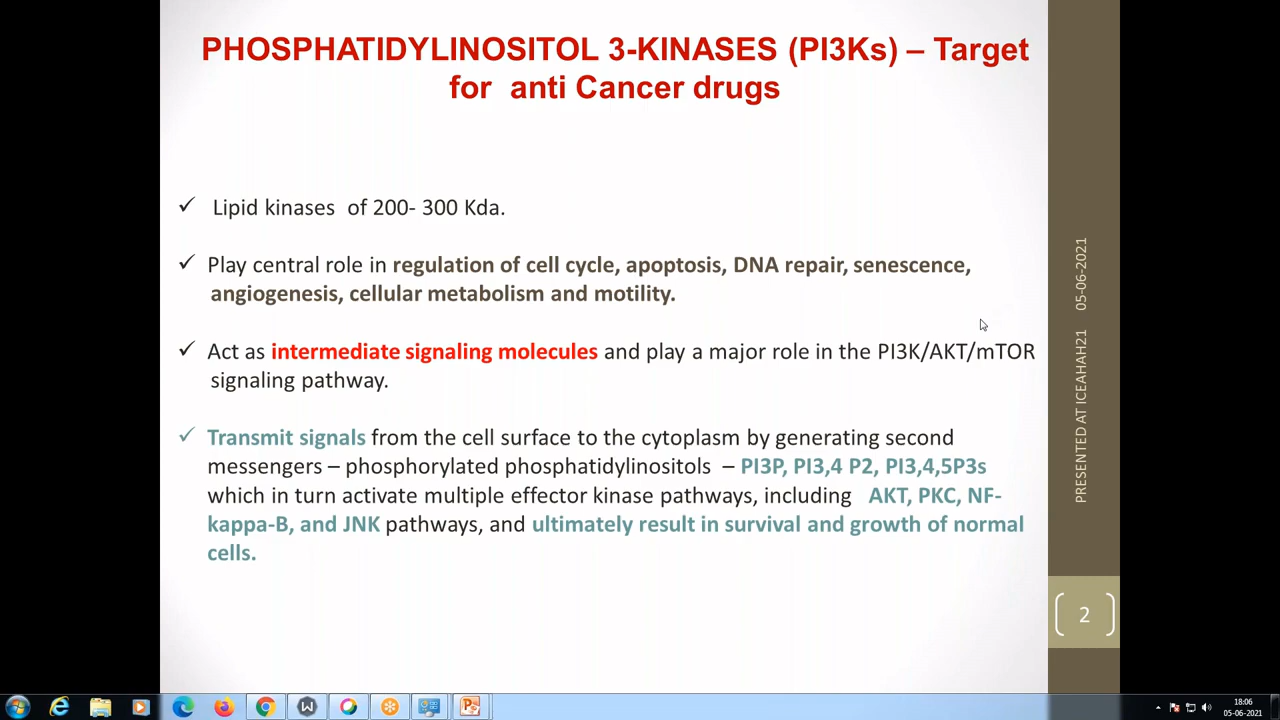 PHOSPHATIDYLINOSITOL 3-KINASES (PI3Ks) – Target
for anti Cancer drugs
✓ Lipid kinases of 200- 300 Kda.
✓ Play central role in regulation of cell cycle, apoptosis, DNA repair, senescence,
angiogenesis, cellular metabolism and motility.
✓ Act as intermediate signaling molecules and play a major role in the PI3K/AKT/mTOR
signaling pathway.
✓ Transmit signals from the cell surface to the cytoplasm by generating second
messengers – phosphorylated phosphatidylinositols – PI3P, PI3,4 P2, PI3,4,5P3s
which in turn activate multiple effector kinase pathways, including AKT, PKC, NF-
kappa-B, and JNK pathways, and ultimately result in survival and growth of normal
cells.
PRESENTED AT ICEAHAH21 05-06-2021
2
18:06
05-06-2021